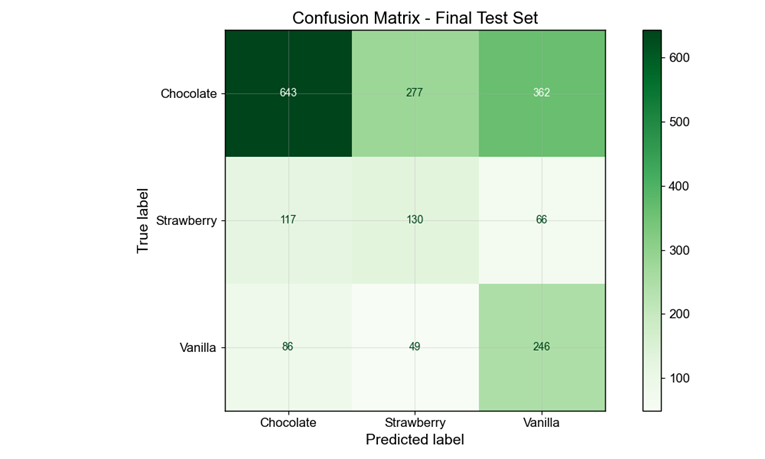 Confusion Matrix - Final Test Set
Chocolate 643 277 362
Strawberry 117 130 66
Vanilla 86 49 246
Chocolate Strawberry Vanilla
Predicted label
True label
600
500
400
300
200
100